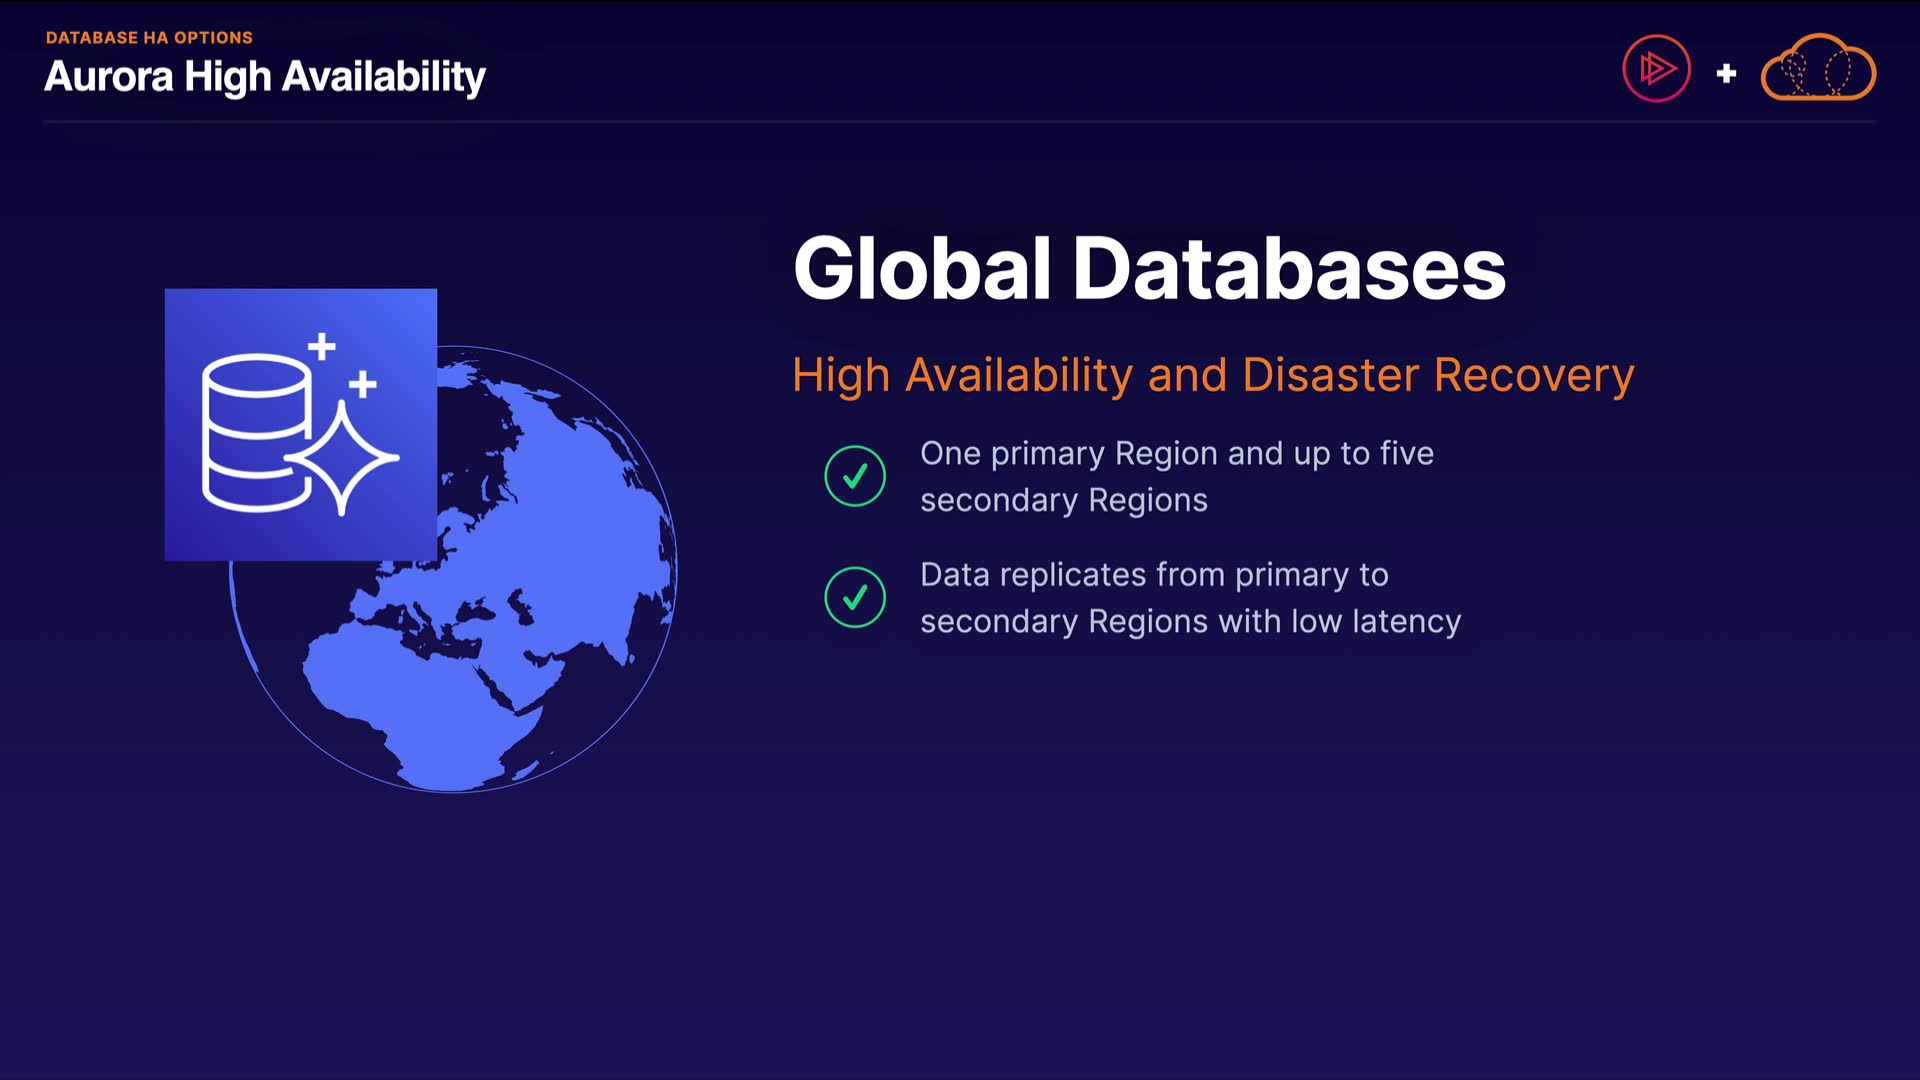 DATABASE HA OPTIONS
Aurora High Availability
Global Databases
High Availability and Disaster Recovery
One primary Region and up to five
secondary Regions
Data replicates from primary to
secondary Regions with low latency